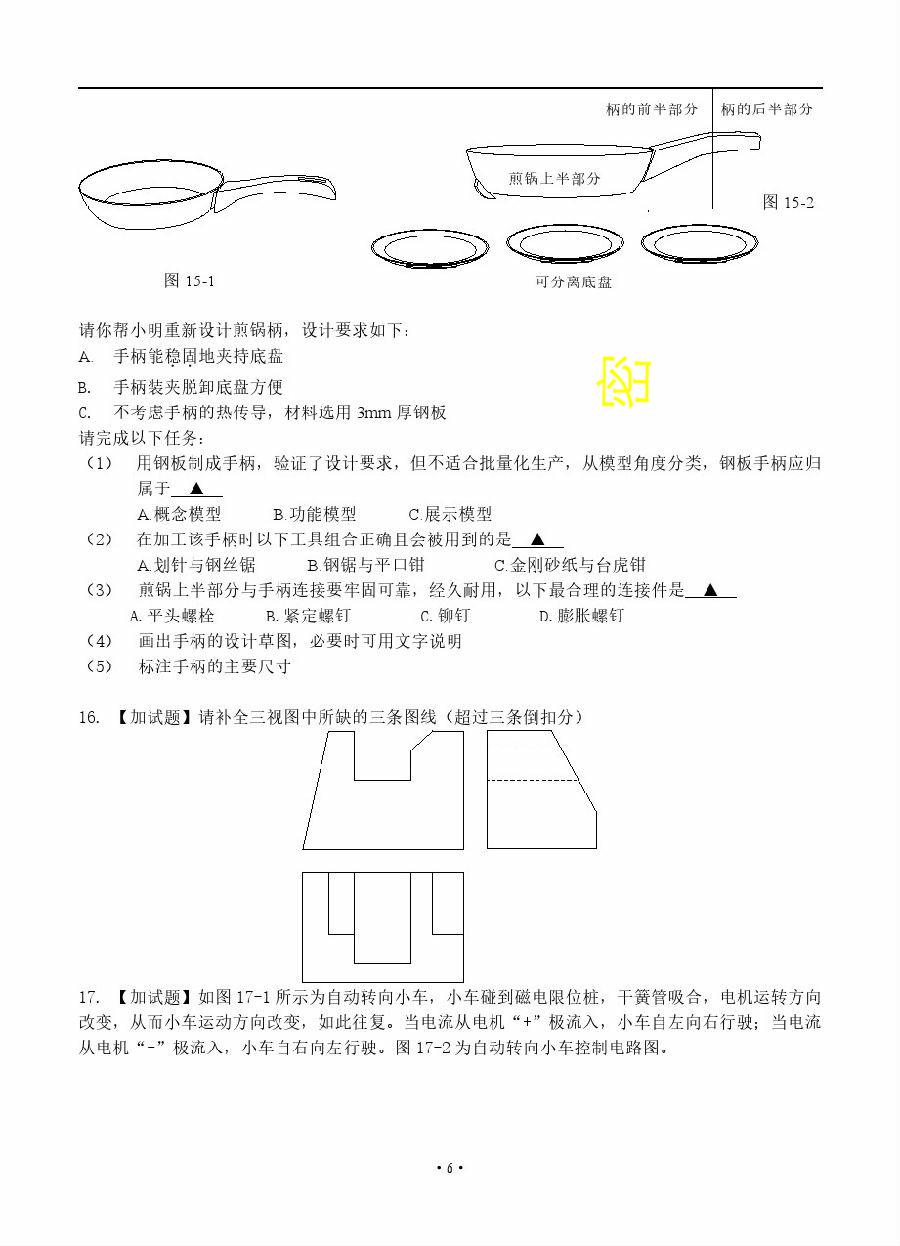 柄的前半部分 柄的后半部分
煎锅上半部分
图 15-2
图 15-1
可分离底盘
请你帮小明重新设计煎锅柄，设计要求如下:
A. 手柄能稳固地夹持底盘
B. 手柄装夹脱卸底盘方便
C. 不考虑手柄的热传导，材料选用 3mm 厚钢板
请完成以下任务:
（1） 用钢板制成手柄，验证了设计要求，但不适合批量化生产，从模型角度分类，钢板手柄应归
属于 ▲
A.概念模型 B.功能模型 C.展示模型
（2） 在加工该手柄时以下工具组合正确且会被用到的是 ▲
A.划针与钢丝锯 B.钢锯与平口钳 C.金刚砂纸与台虎钳
（3） 煎锅上半部分与手柄连接要牢固可靠，经久耐用，以下最合理的连接件是 ▲
A. 平头螺栓 B. 紧定螺钉 C. 铆钉 D. 膨胀螺钉
（4） 画出手柄的设计草图，必要时可用文字说明
（5） 标注手柄的主要尺寸
16. 【加试题】请补全三视图中所缺的三条图线（超过三条倒扣分）
17. 【加试题】如图 17-1 所示为自动转向小车，小车碰到磁电限位桩，干簧管吸合，电机运转方向
改变，从而小车运动方向改变，如此往复。当电流从电机“+”极流入，小车自左向右行驶；当电流
从电机“-”极流入，小车自右向左行驶。图 17-2 为自动转向小车控制电路图。
· 6 ·